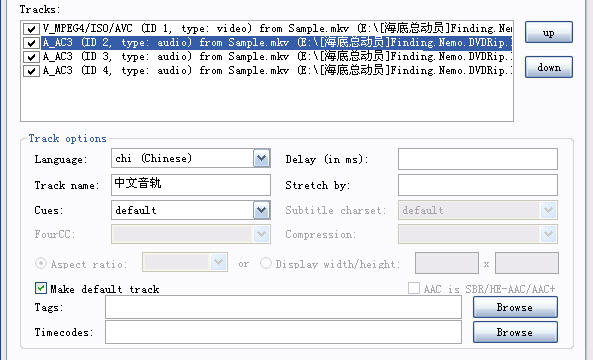 Tracks:
V_MPEG4/ISO/AVC (ID 1, type: video) from Sample.mkv (E:\[海底总动员]Finding.Nem
A_AC3 (ID 2, type: audio) from Sample.mkv (E:\[海底总动员]Finding.Nemo.DVDRip.
A_AC3 (ID 3, type: audio) from Sample.mkv (E:\[海底总动员]Finding.Nemo.DVDRip.
A_AC3 (ID 4, type: audio) from Sample.mkv (E:\[海底总动员]Finding.Nemo.DVDRip.
up
down
Track options
Language: chi (Chinese) Delay (in ms):
Track name: 中文音轨 Stretch by:
Cues: default Subtitle charset: default
FourCC: Compression:
Aspect ratio: or Display width/height: x
Make default track AAC is SBR/HE-AAC/AAC+
Tags: Browse
Timecodes: Browse